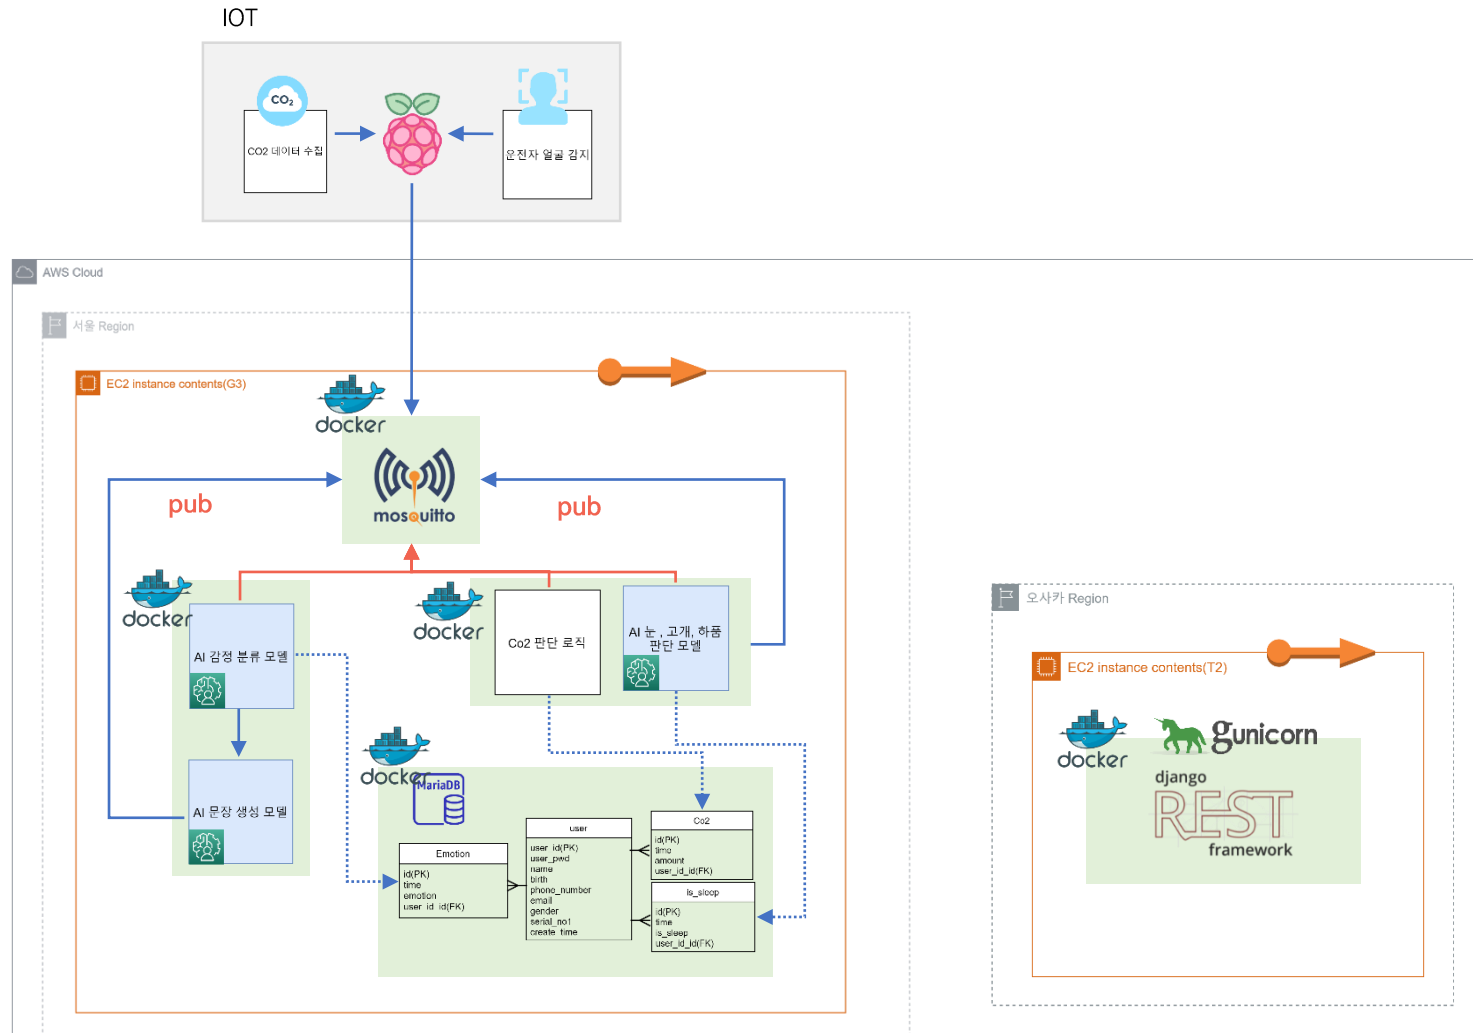 IOT
CO₂
CO2 데이터 수집
운전자 얼굴 감지
AWS Cloud
서울 Region
EC2 instance contents(G3)
docker
mosquitto
pub
pub
docker
AI 감정 분류 모델
AI 문장 생성 모델
docker
Co2 판단 로직
AI 눈 , 고개, 하품
판단 모델
docker
MariaDB
Emotion
id(PK)
time
emotion
user_id_id(FK)
user
user_id(PK)
user_pwd
name
birth
phone_number
email
gender
serial_no1
create_time
Co2
id(PK)
time
amount
user_id_id(FK)
is_sleep
id(PK)
time
is_sleep
user_id_id(FK)
오사카 Region
EC2 instance contents(T2)
docker
gunicorn
django
REST
framework